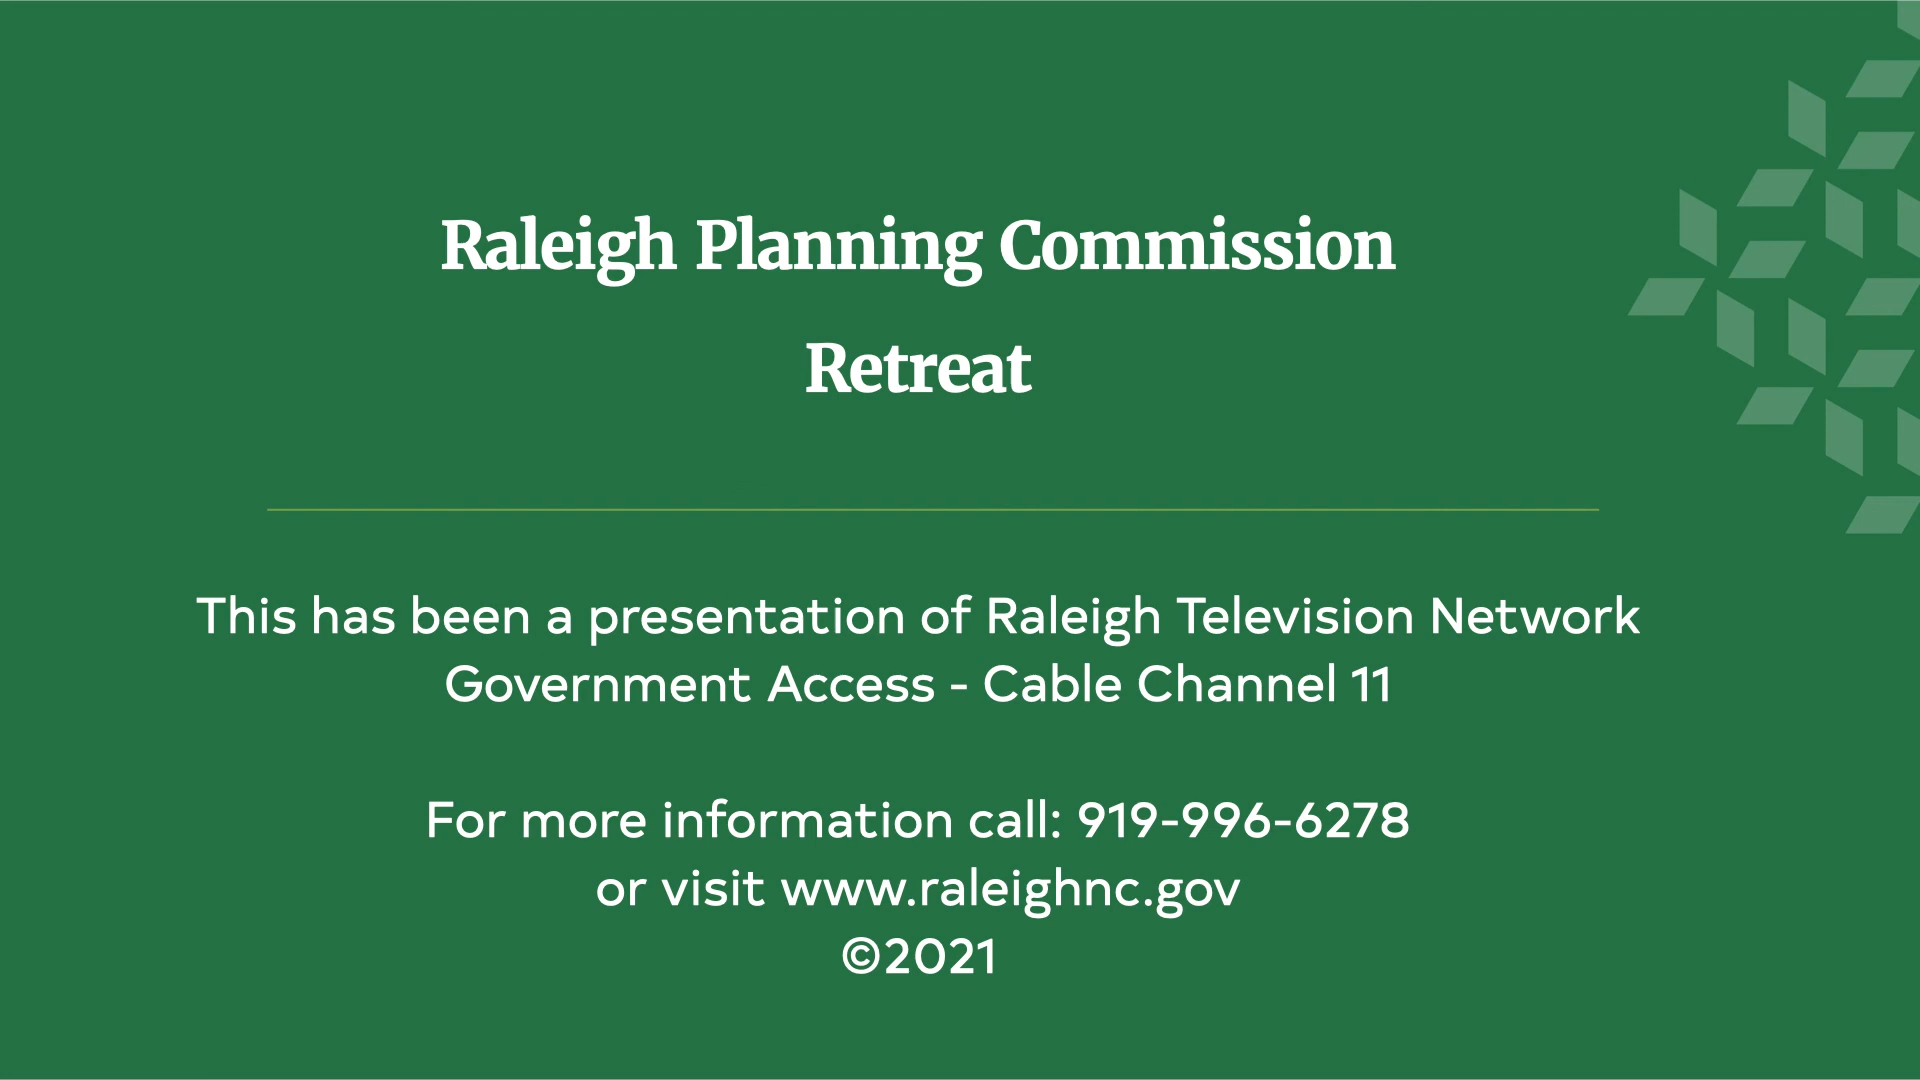 Raleigh Planning Commission
Retreat
This has been a presentation of Raleigh Television Network
Government Access - Cable Channel 11
For more information call: 919-996-6278
or visit www.raleighnc.gov
©2021